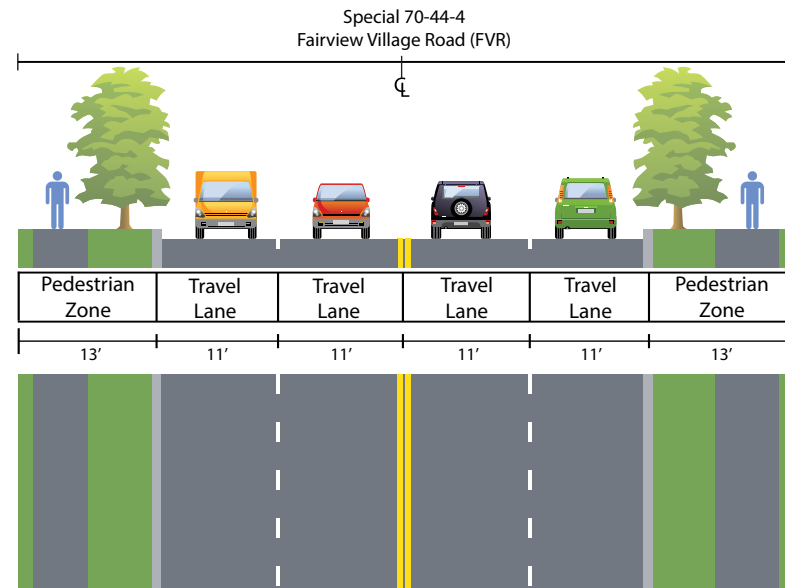 Special 70-44-4
Fairview Village Road (FVR)
℄
Pedestrian Zone
Travel Lane
Travel Lane
Travel Lane
Travel Lane
Pedestrian Zone
13’
11’
11’
11’
11’
13’